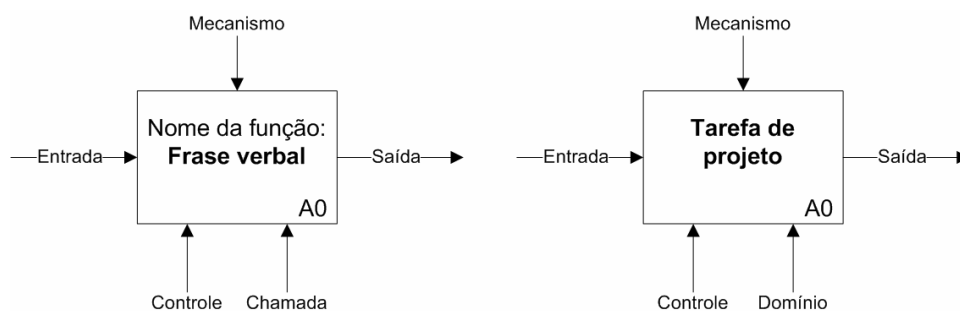 Mecanismo
Nome da função:
Frase verbal
Entrada
Saída
A0
Controle
Chamada
Mecanismo
Tarefa de
projeto
Entrada
Saída
A0
Controle
Domínio